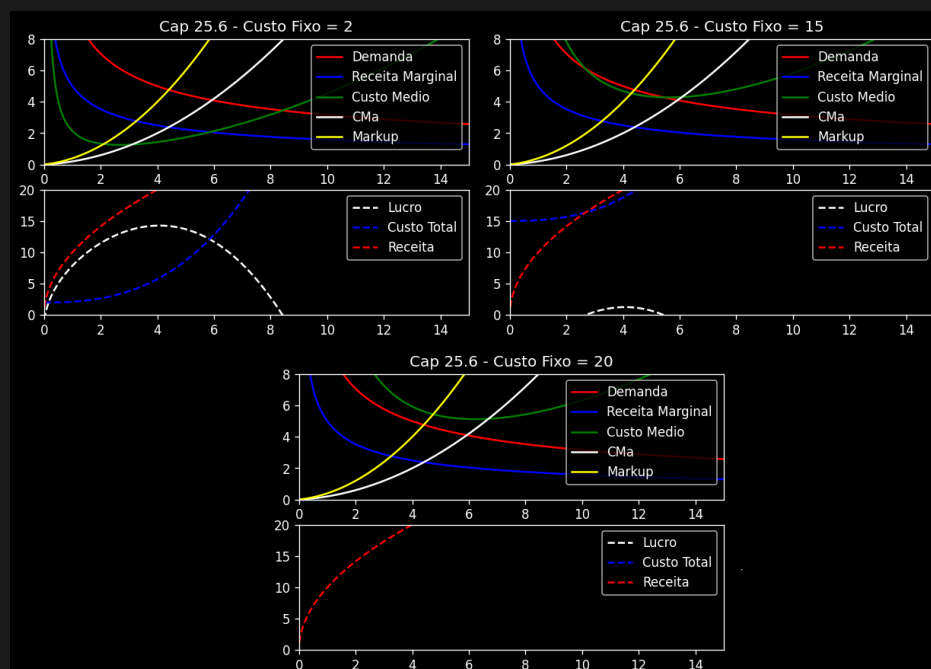 Cap 25.6 - Custo Fixo = 2
8
6
4
2
0
Demanda
Receita Marginal
Custo Medio
CMa
Markup
0 2 4 6 8 10 12 14
20
15
10
5
0
Lucro
Custo Total
Receita
0 2 4 6 8 10 12 14
Cap 25.6 - Custo Fixo = 15
8
6
4
2
0
Demanda
Receita Marginal
Custo Medio
CMa
Markup
0 2 4 6 8 10 12 14
20
15
10
5
0
Lucro
Custo Total
Receita
0 2 4 6 8 10 12 14
Cap 25.6 - Custo Fixo = 20
8
6
4
2
0
Demanda
Receita Marginal
Custo Medio
CMa
Markup
0 2 4 6 8 10 12 14
20
15
10
5
0
Lucro
Custo Total
Receita
0 2 4 6 8 10 12 14